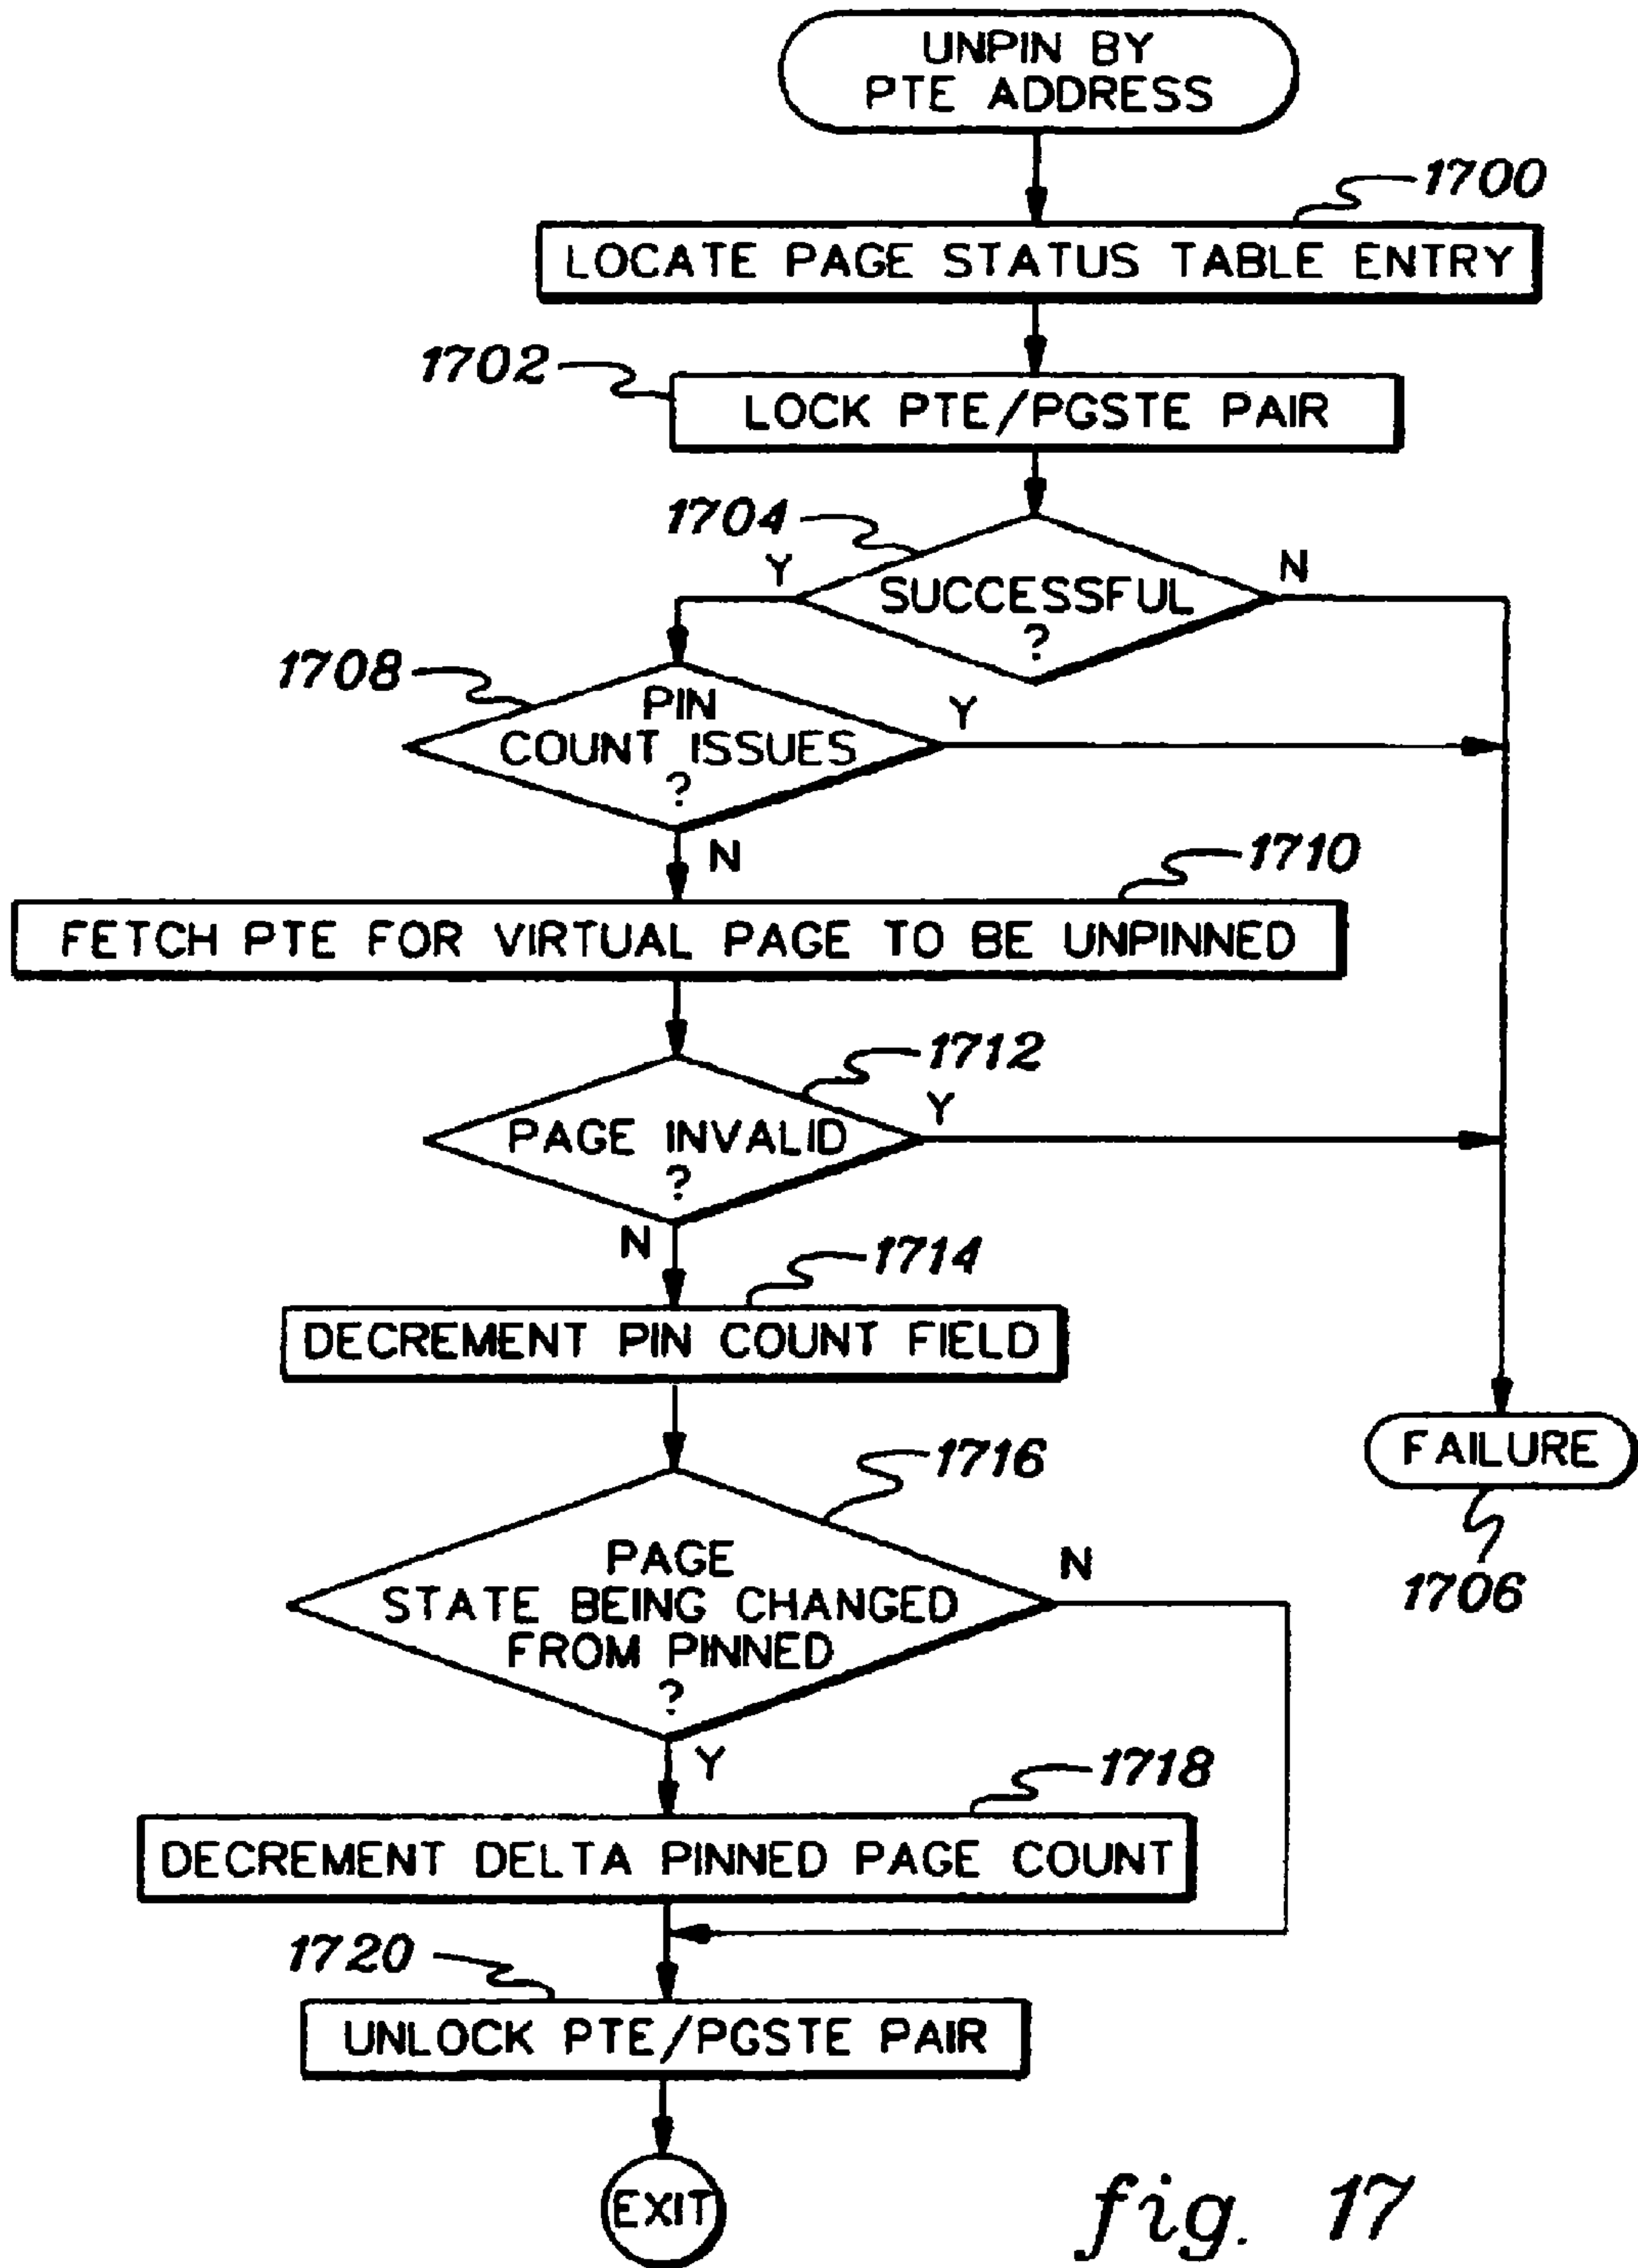 UNPIN BY
PTE ADDRESS
1700
LOCATE PAGE STATUS TABLE ENTRY
1702
LOCK PTE/PGSTE PAIR
1704
Y
N
SUCCESSFUL
?
1708
PIN
COUNT ISSUES
?
Y
N
1710
FETCH PTE FOR VIRTUAL PAGE TO BE UNPINNED
1712
Y
PAGE INVALID
?
N
1714
DECREMENT PIN COUNT FIELD
FAILURE
1706
1716
PAGE
STATE BEING CHANGED
FROM PINNED
?
N
Y
1718
DECREMENT DELTA PINNED PAGE COUNT
1720
UNLOCK PTE/PGSTE PAIR
EXIT
fig. 17